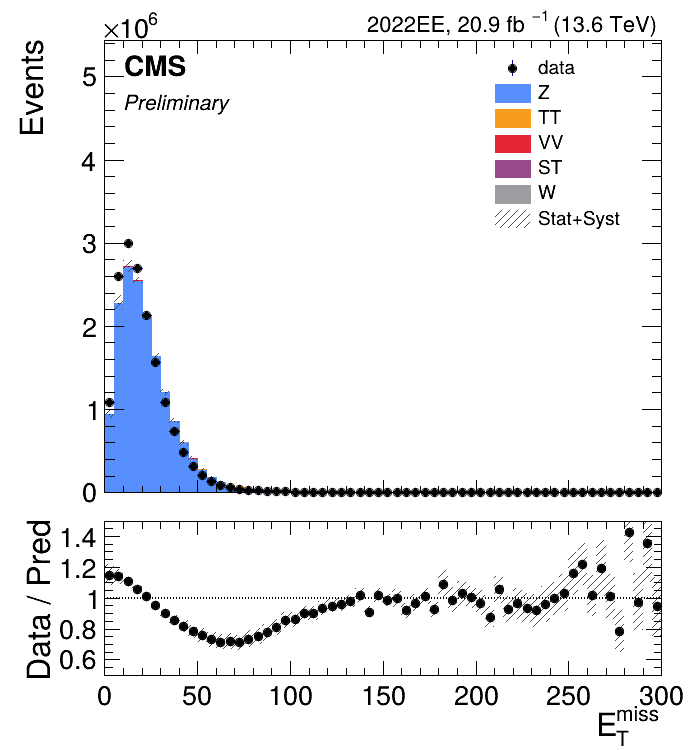 ×10⁶
2022EE, 20.9 fb ⁻¹ (13.6 TeV)
CMS
Preliminary
Events
5
4
3
2
1
0
data
Z
TT
VV
ST
W
Stat+Syst
Data / Pred
1.4
1.2
1
0.8
0.6
0 50 100 150 200 250 300
E_T^miss